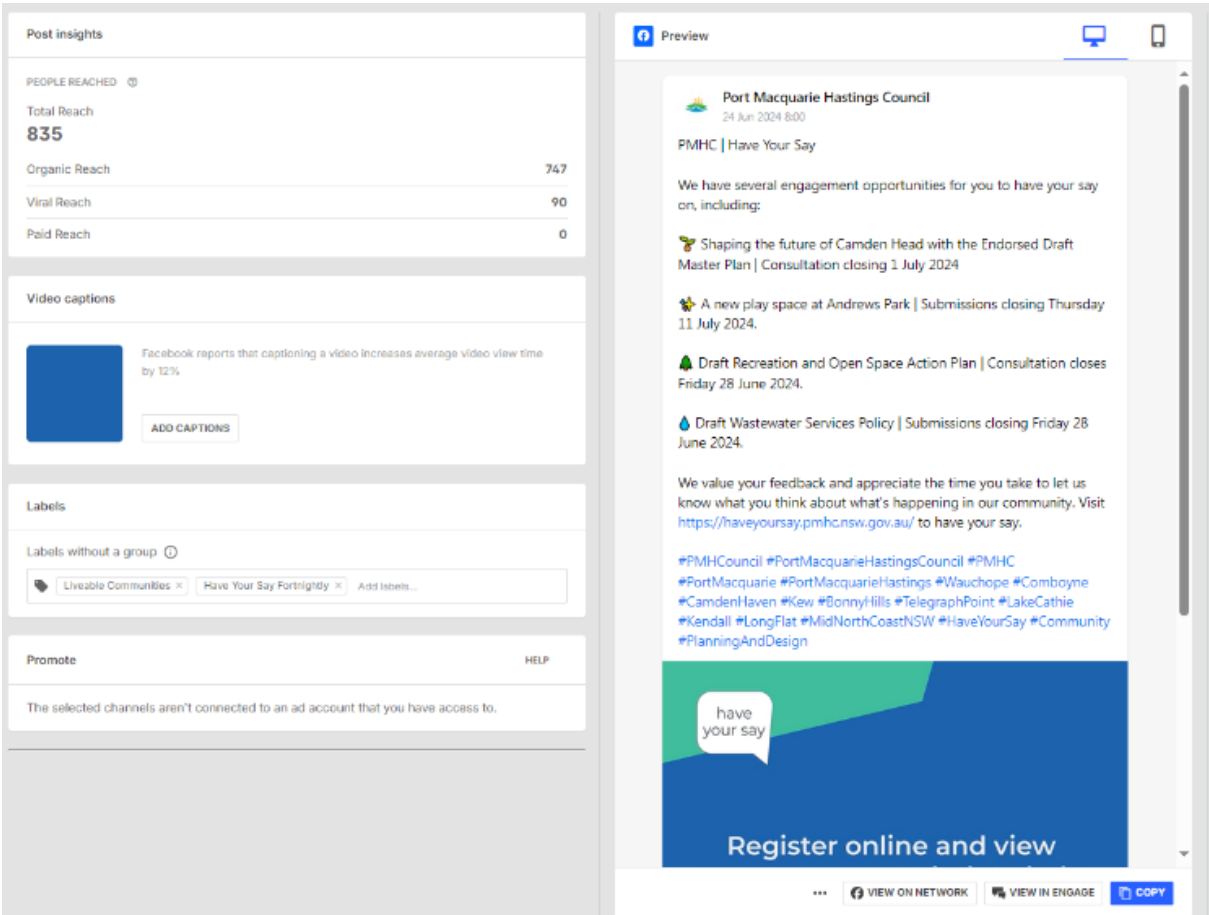 Post insights
PEOPLE REACHED
Total Reach
835
Organic Reach 747
Viral Reach 90
Paid Reach 0
Video captions
Facebook reports that captioning a video increases average video view time
by 12%
ADD CAPTIONS
Labels
Labels without a group
Liveable Communities × Have Your Say Fortnightly × Add labels...
Promote HELP
The selected channels aren't connected to an ad account that you have access to.
Preview
Port Macquarie Hastings Council
24 Jun 2024 8:00
PMHC | Have Your Say
We have several engagement opportunities for you to have your say
on, including:
Shaping the future of Camden Head with the Endorsed Draft
Master Plan | Consultation closing 1 July 2024
A new play space at Andrews Park | Submissions closing Thursday
11 July 2024.
Draft Recreation and Open Space Action Plan | Consultation closes
Friday 28 June 2024.
Draft Wastewater Services Policy | Submissions closing Friday 28
June 2024.
We value your feedback and appreciate the time you take to let us
know what you think about what's happening in our community. Visit
https://haveyoursay.pmhc.nsw.gov.au/ to have your say.
#PMHCouncil #PortMacquarieHastingsCouncil #PMHC
#PortMacquarie #PortMacquarieHastings #Wauchope #Comboyne
#CamdenHaven #Kew #BonnyHills #TelegraphPoint #LakeCathie
#Kendall #LongFlat #MidNorthCoastNSW #HaveYourSay #Community
#PlanningAndDesign
have
your say
Register online and view
... VIEW ON NETWORK VIEW IN ENGAGE COPY